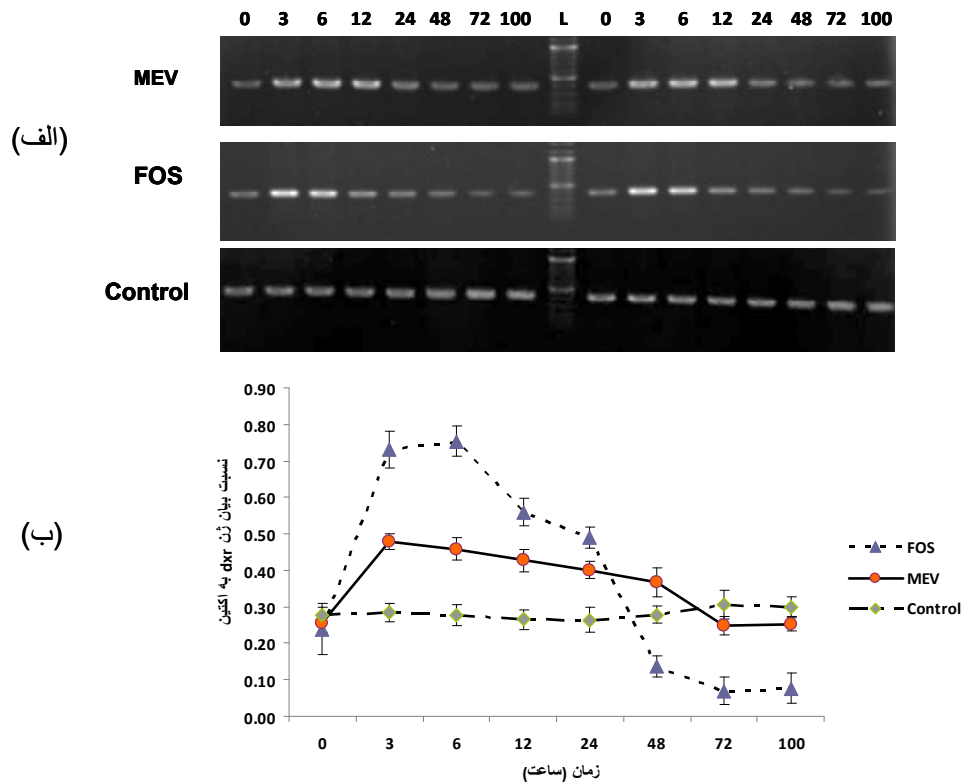 0 3 6 12 24 48 72 100 L 0 3 6 12 24 48 72 100
MEV
(الف)
FOS
Control
(ب)
نسبت بیان ژن dxr به اکتین
0.90
0.80
0.70
0.60
0.50
0.40
0.30
0.20
0.10
0.00
0 3 6 12 24 48 72 100
زمان (ساعت)
FOS
MEV
Control